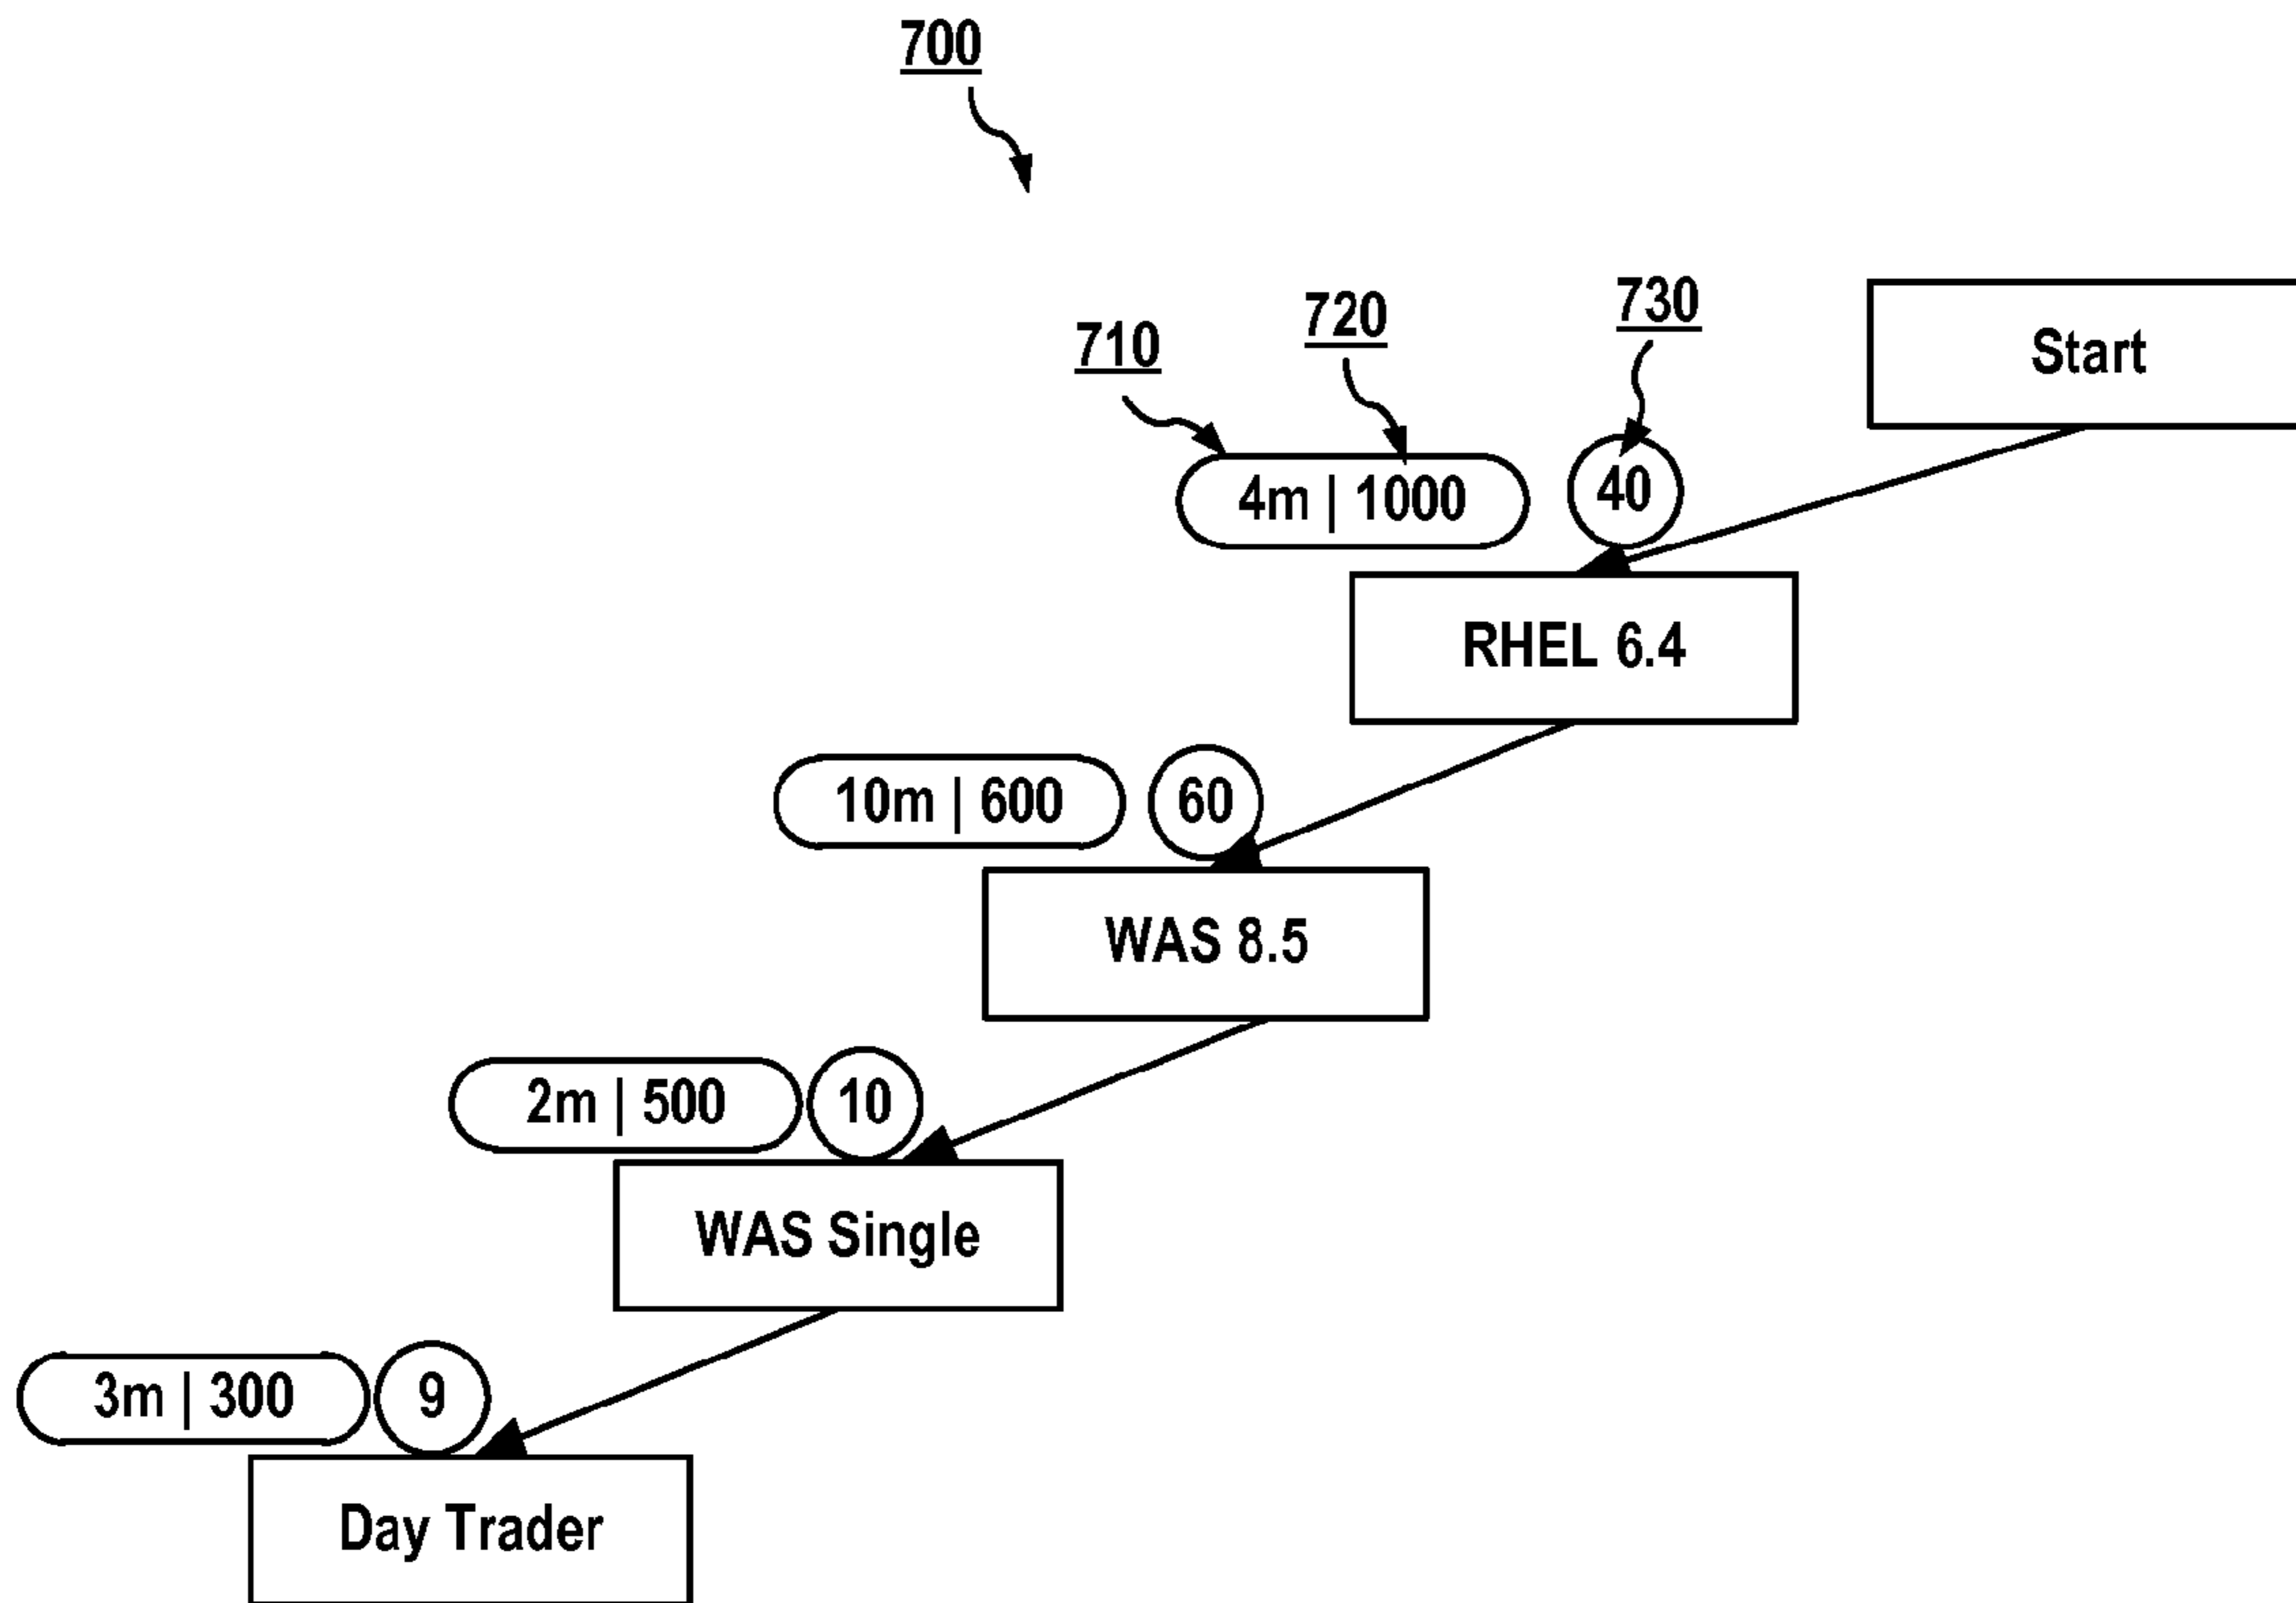 700
730
720
710
Start
4m | 1000
40
RHEL 6.4
10m | 600
60
WAS 8.5
2m | 500
10
WAS Single
3m | 300
9
Day Trader